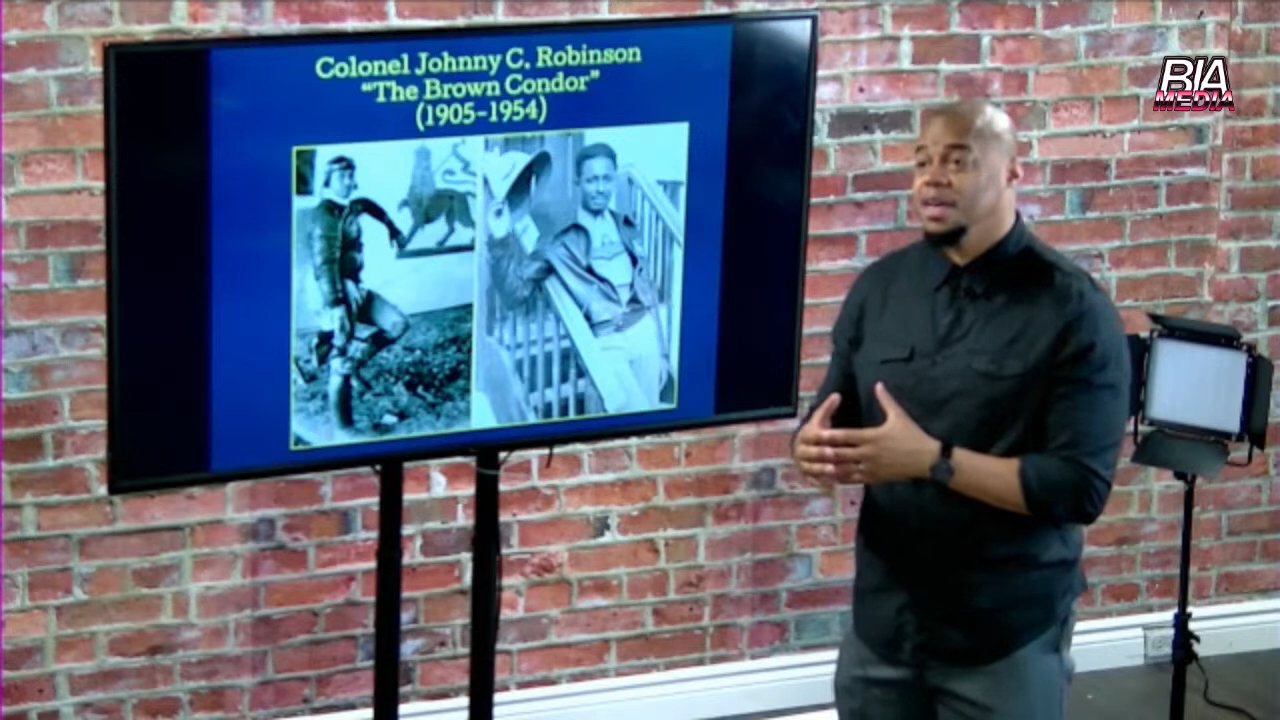 Colonel Johnny C. Robinson
“The Brown Condor”
(1905-1954)
BIA
MEDIA